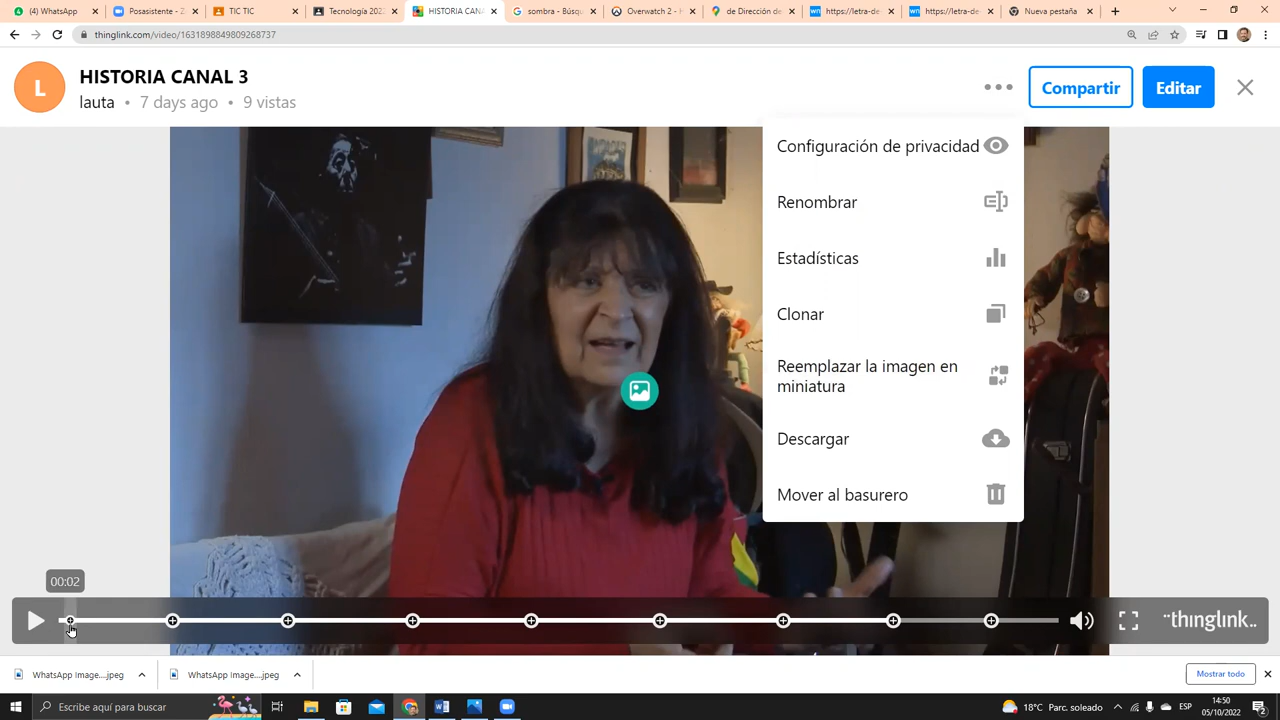 (4) WhatsApp
Posasistente - Z
TIC TIC
Tecnología 202
HISTORIA CANAL
sombra - Búsq
Overwatch 2 - H
de Dirección de
https://letra-de
https://letra-de
Nueva pestaña
thinglink.com/video/1631898849809268737
L
HISTORIA CANAL 3
lauta • 7 days ago • 9 vistas
Compartir
Editar
Configuración de privacidad
Renombrar
Estadísticas
Clonar
Reemplazar la imagen en
miniatura
Descargar
Mover al basurero
00:02
thinglink..
WhatsApp Image...jpeg
WhatsApp Image...jpeg
Mostrar todo
Escribe aquí para buscar
18°C Parc. soleado
ESP
14:50
05/10/2022